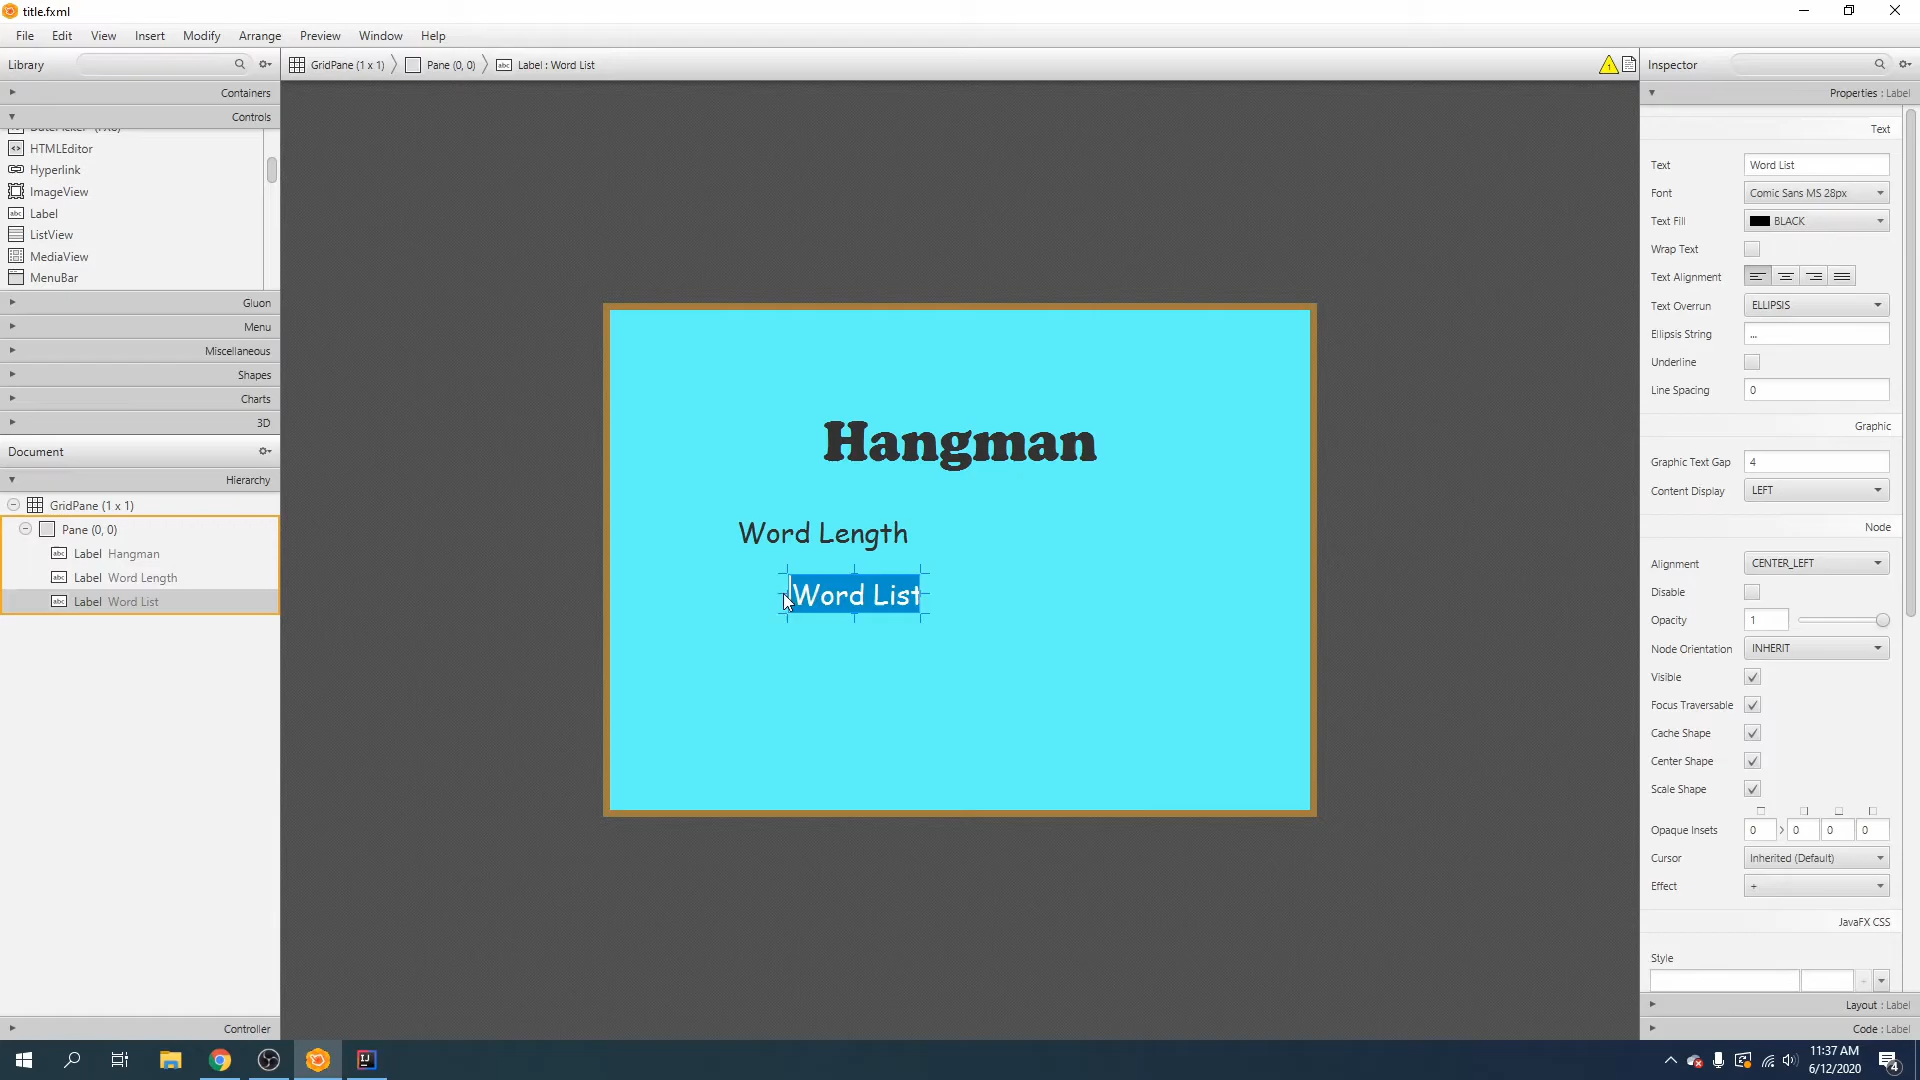 title.fxml
File Edit View Insert Modify Arrange Preview Window Help
Library
GridPane (1 x 1) Pane (0, 0) Label : Word List
Inspector
Containers
Controls
HTMLEditor
Hyperlink
ImageView
Label
ListView
MediaView
MenuBar
Gluon
Menu
Miscellaneous
Shapes
Charts
3D
Document
Hierarchy
GridPane (1 x 1)
Pane (0, 0)
abc Label Hangman
abc Label Word Length
abc Label Word List
Controller
Hangman
Word Length
Word List
Properties : Label
Text
Text Word List
Font Comic Sans MS 28px
Text Fill BLACK
Wrap Text
Text Alignment
Text Overrun ELLIPSIS
Ellipsis String ...
Underline
Line Spacing 0
Graphic
Graphic Text Gap 4
Content Display LEFT
Node
Alignment CENTER_LEFT
Disable
Opacity 1
Node Orientation INHERIT
Visible
Focus Traversable
Cache Shape
Center Shape
Scale Shape
Opaque Insets 0 0 0 0
Cursor Inherited (Default)
Effect +
JavaFX CSS
Style
Layout : Label
Code : Label
11:37 AM
6/12/2020
4